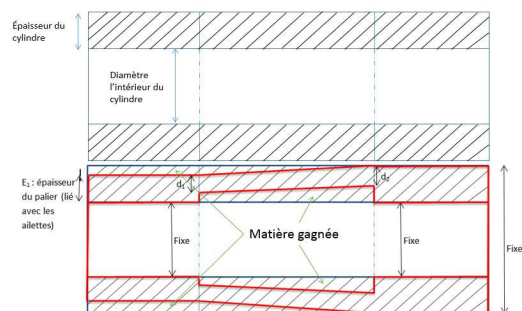 Épaisseur du
cylindre
Diamètre
l'intérieur du
cylindre
E₁ : épaisseur
du palier (lié
avec les
ailettes)
d₁
d₂
Fixe
Matière gagnée
Fixe
Fixe